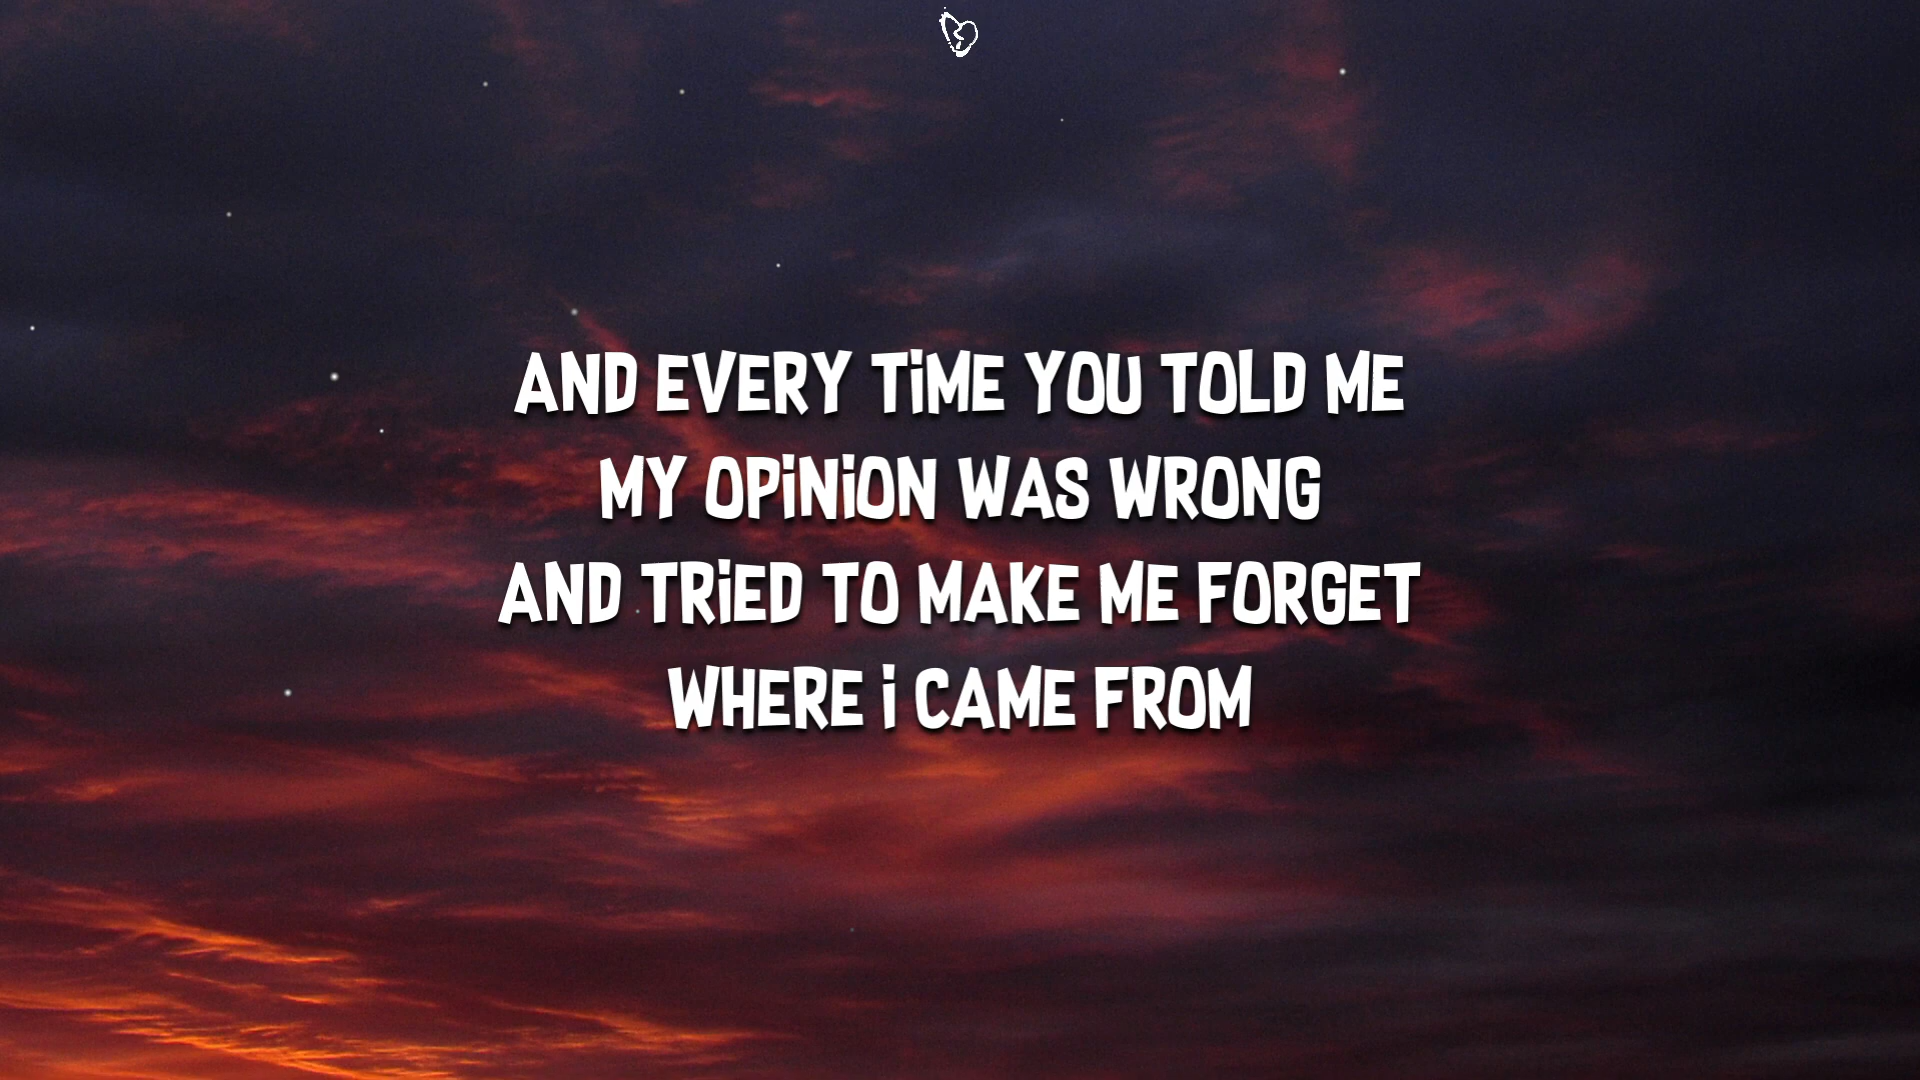 AND EVERY TiME YOU TOLD ME
MY OPiNiON WAS WRONG
AND TRiED TO MAKE ME FORGET
WHERE i CAME FROM